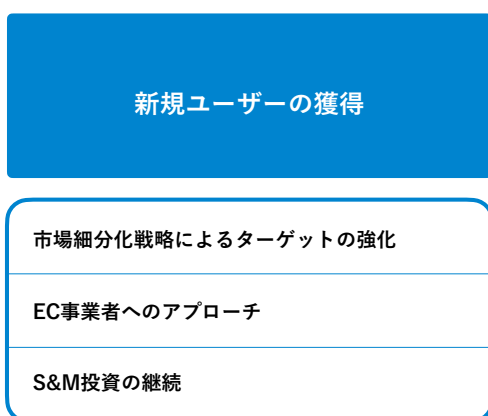 新規ユーザーの獲得
市場細分化戦略によるターゲットの強化
EC事業者へのアプローチ
S&M投資の継続